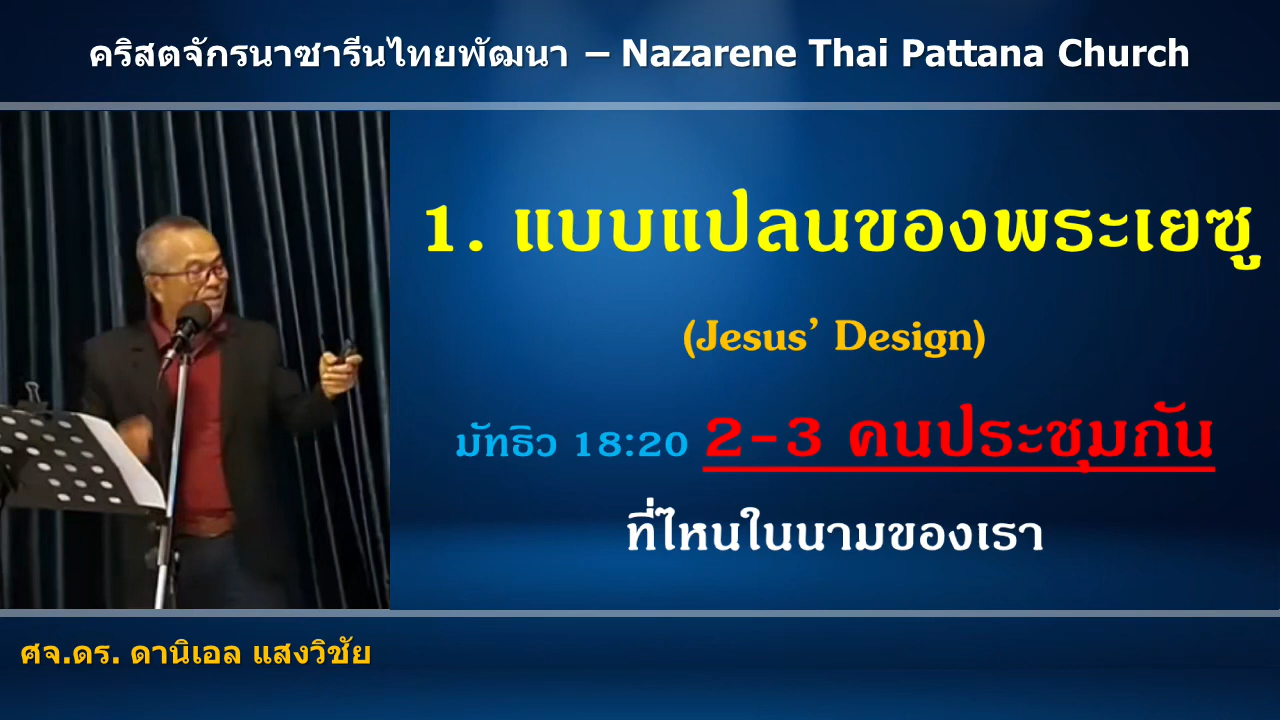 คริสตจักรนาซารีนไทยพัฒนา – Nazarene Thai Pattana Church
1. แบบแปลนของพระเยซู
(Jesus’ Design)
มัทธิว 18:20 2-3 คนประชุมกัน
ที่ไหนในนามของเรา
ศจ.ดร. ดานิเอล แสงวิชัย